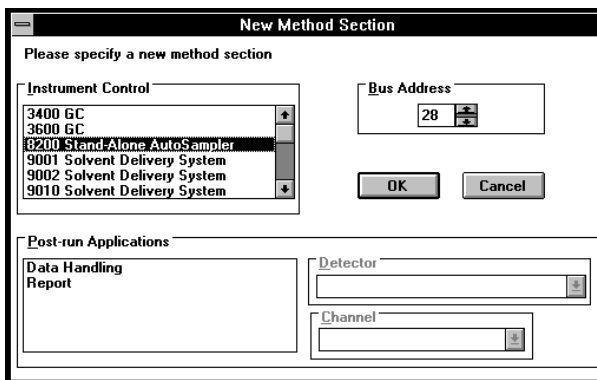 New Method Section
Please specify a new method section
Instrument Control
3400 GC
3600 GC
8200 Stand-Alone AutoSampler
9001 Solvent Delivery System
9002 Solvent Delivery System
9010 Solvent Delivery System
Bus Address
28
OK
Cancel
Post-run Applications
Data Handling
Report
Detector
Channel